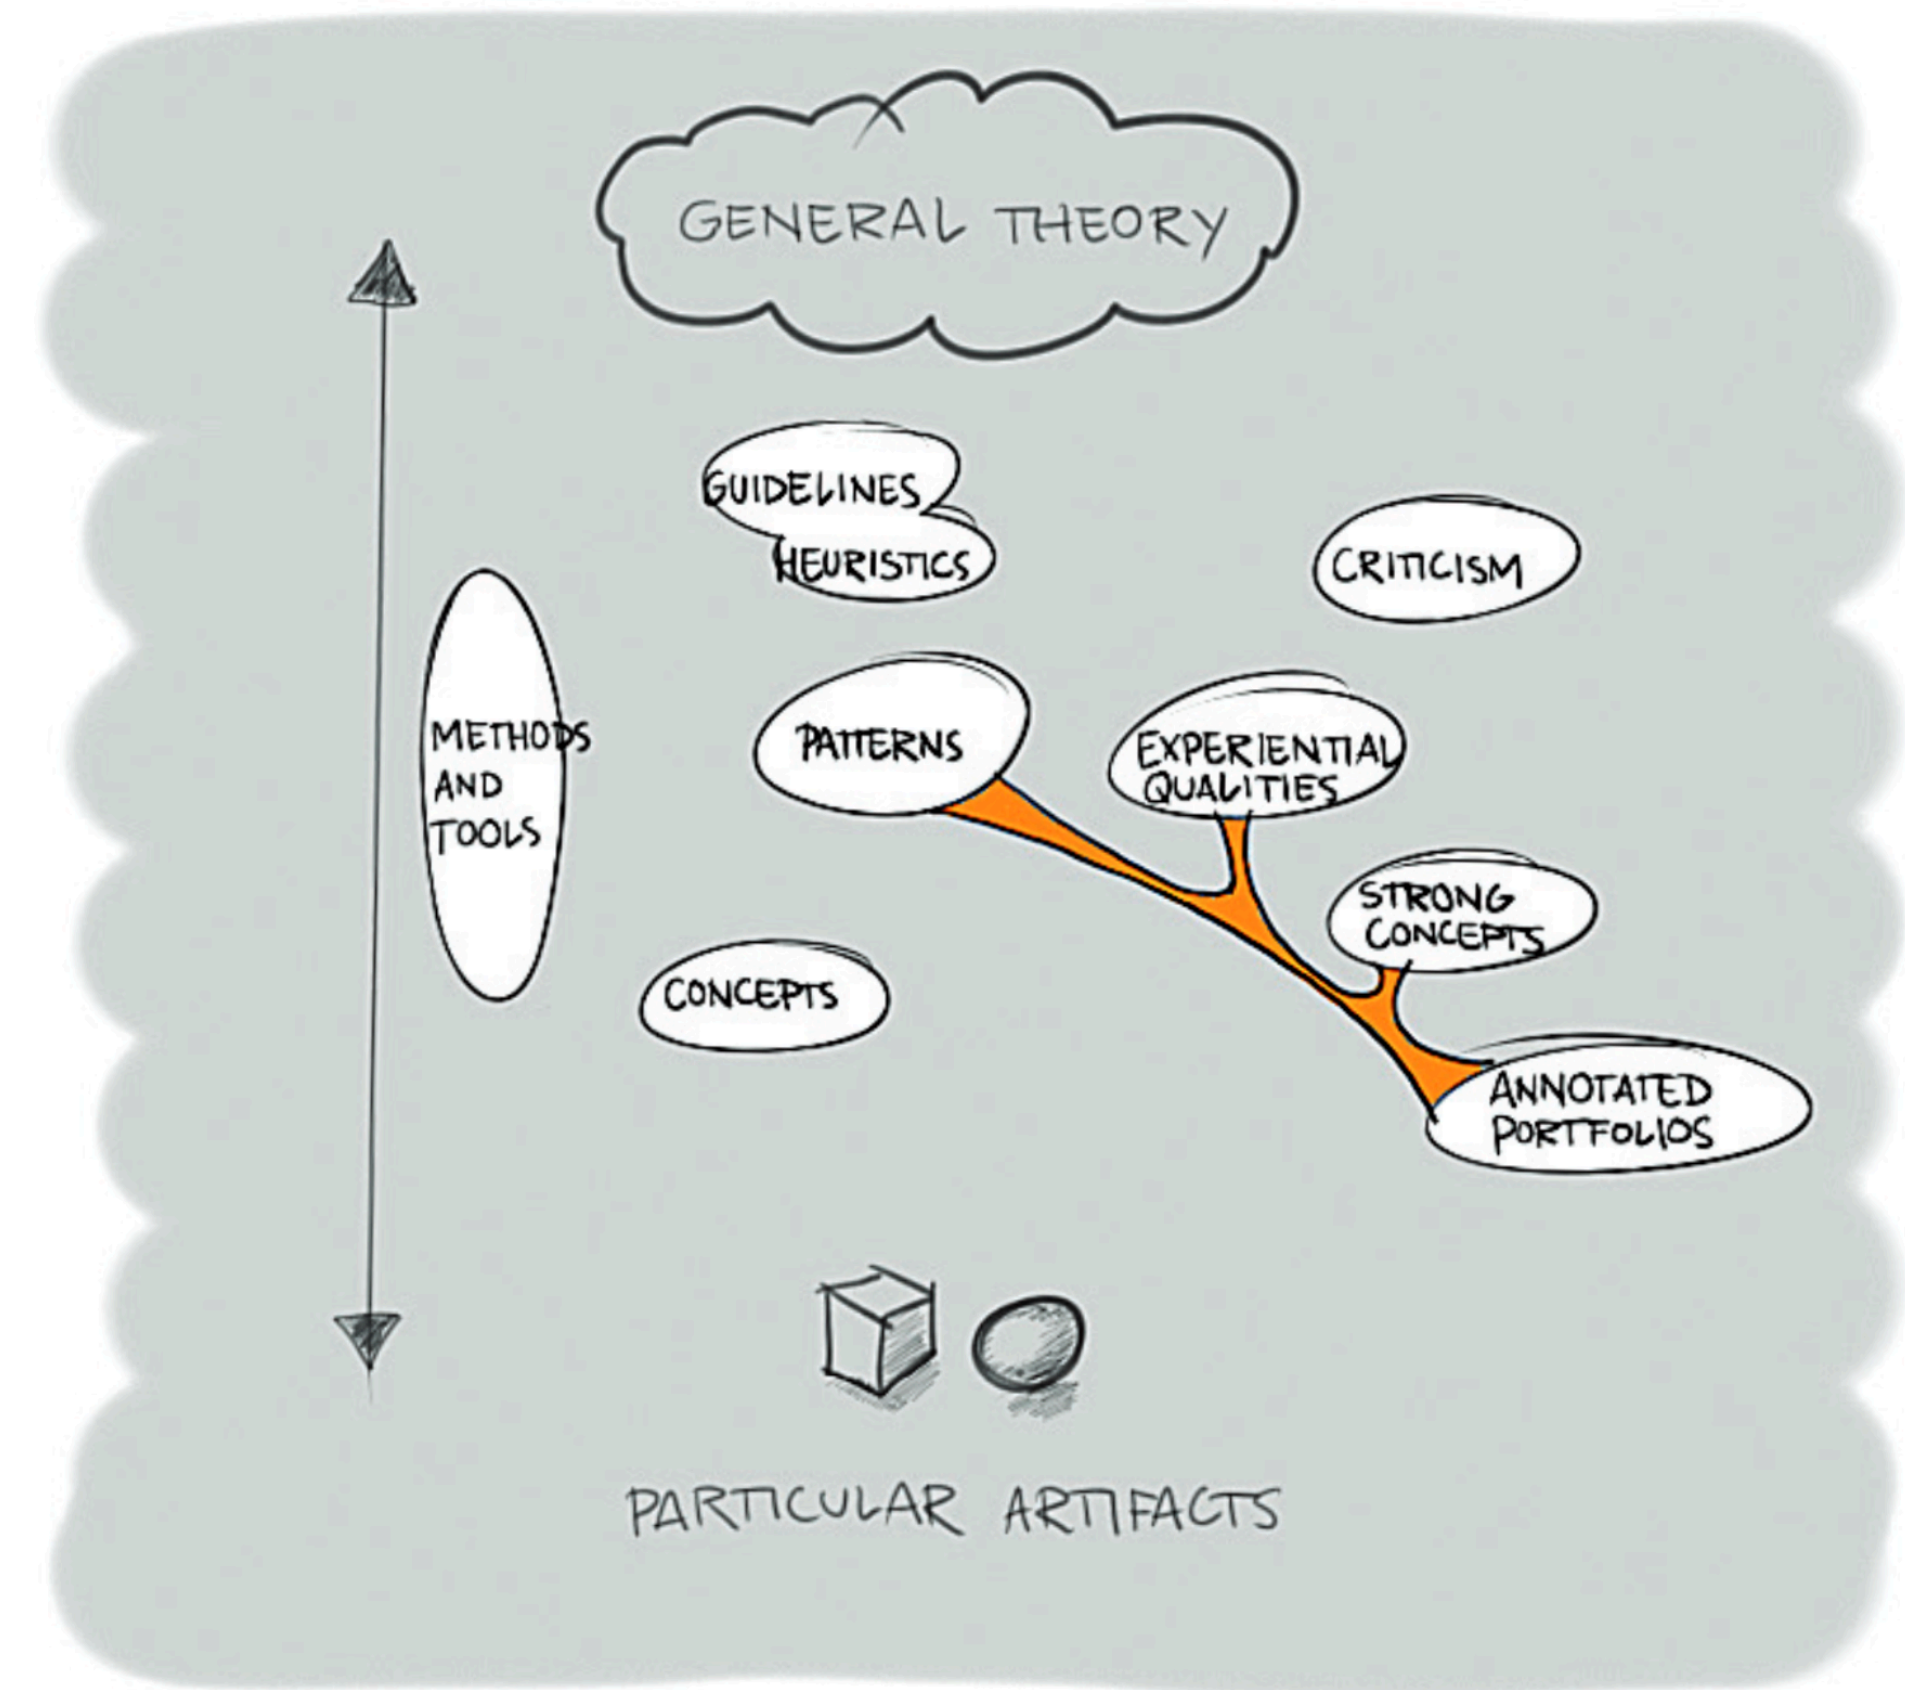 GENERAL THEORY
GUIDELINES
HEURISTICS
CRITICISM
METHODS
AND
TOOLS
PATTERNS
EXPERIENTIAL
QUALITIES
STRONG
CONCEPTS
CONCEPTS
ANNOTATED
PORTFOLIOS
PARTICULAR ARTIFACTS